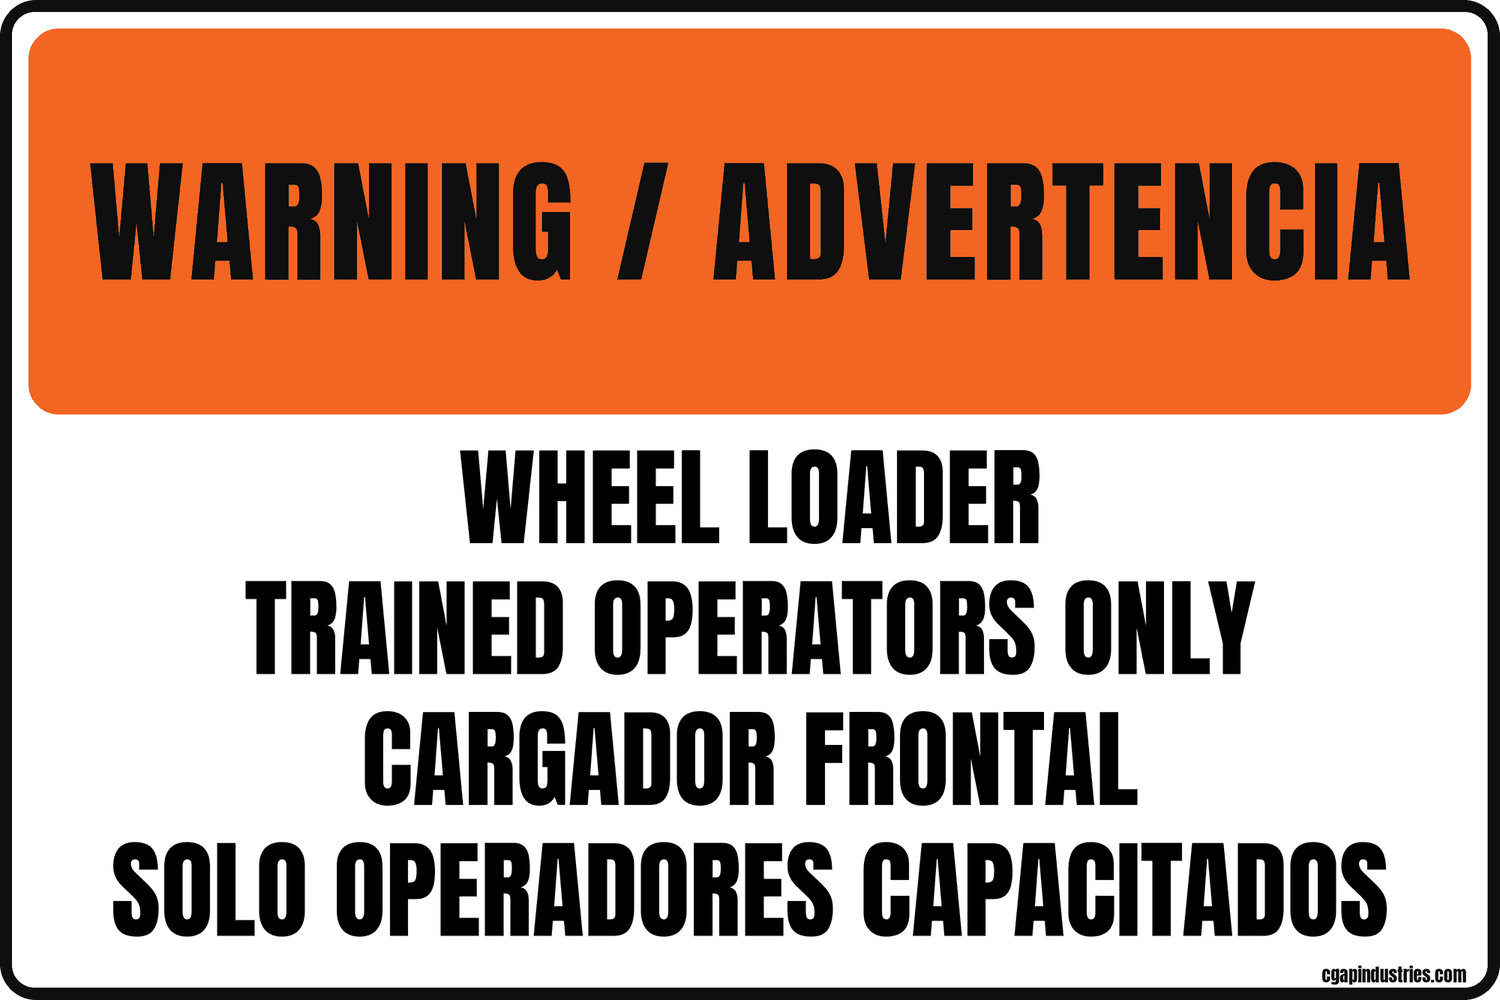 WARNING / ADVERTENCIA
WHEEL LOADER
TRAINED OPERATORS ONLY
CARGADOR FRONTAL
SOLO OPERADORES CAPACITADOS
cgapindustries.com